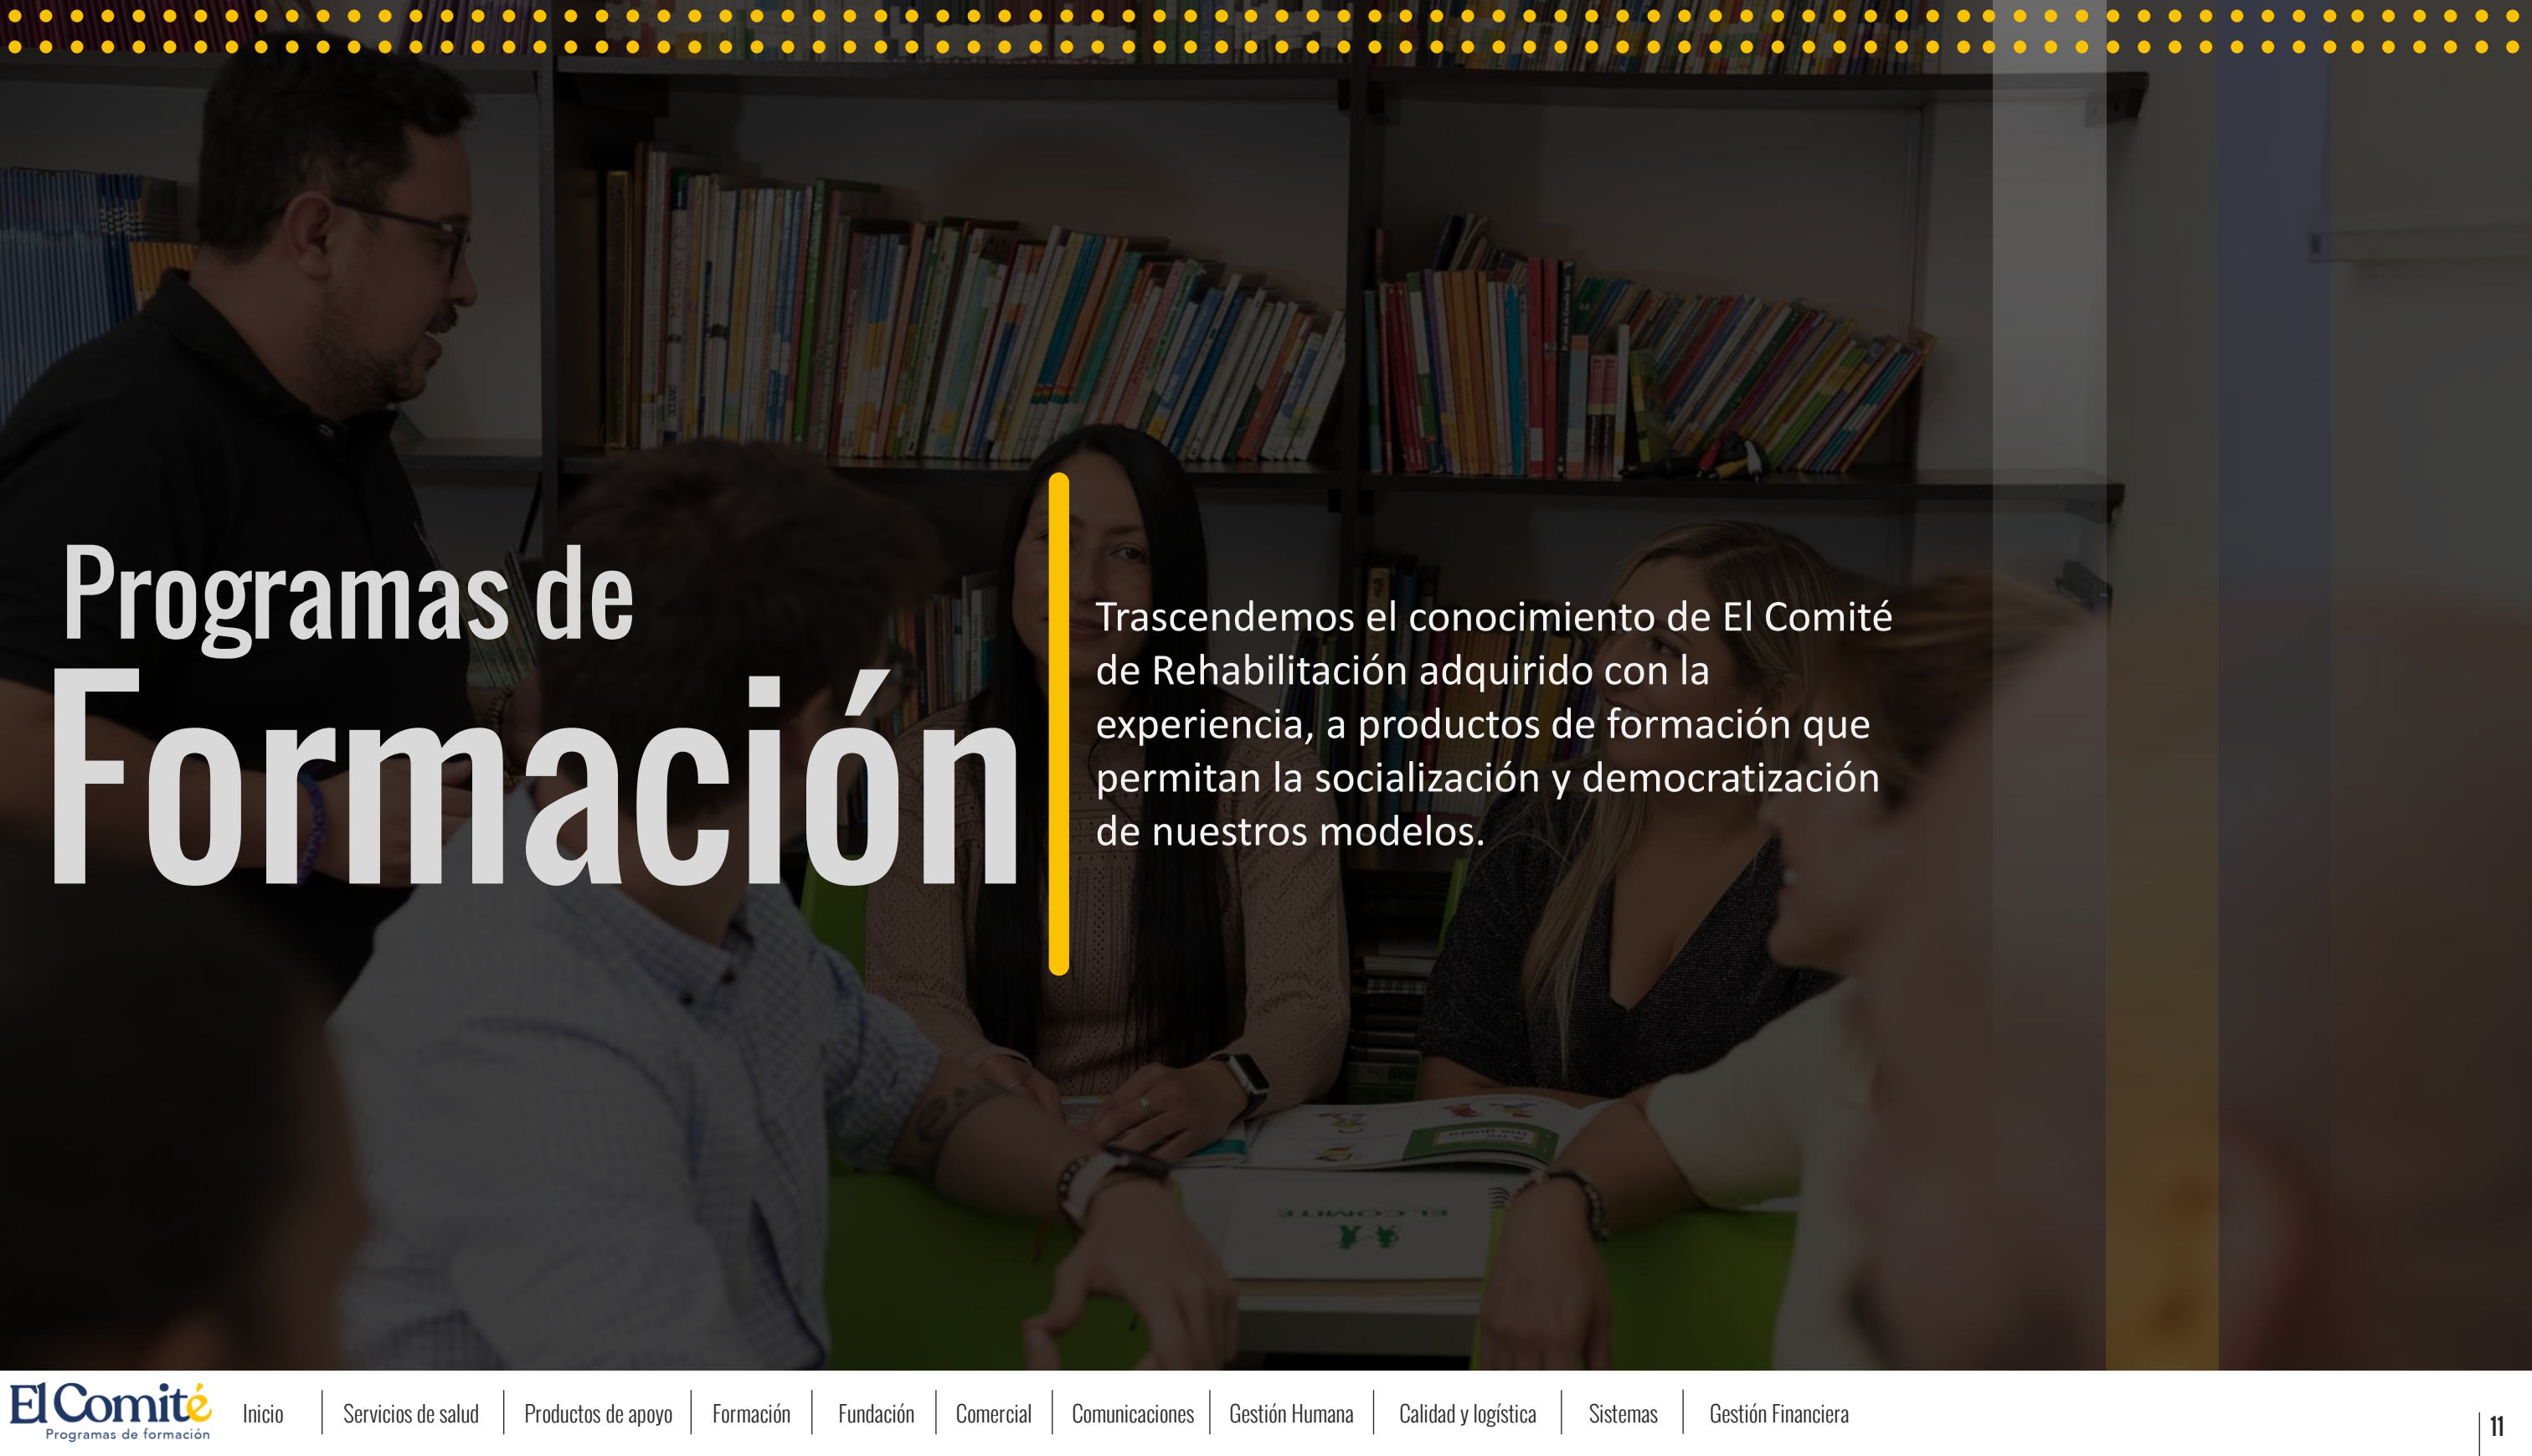 Programas de
Formación
Trascendemos el conocimiento de El Comité
de Rehabilitación adquirido con la
experiencia, a productos de formación que
permitan la socialización y democratización
de nuestros modelos.
EL COMITÉ
El Comité
Programas de formación
Inicio
Servicios de salud
Productos de apoyo
Formación
Fundación
Comercial
Comunicaciones
Gestión Humana
Calidad y logística
Sistemas
Gestión Financiera
11